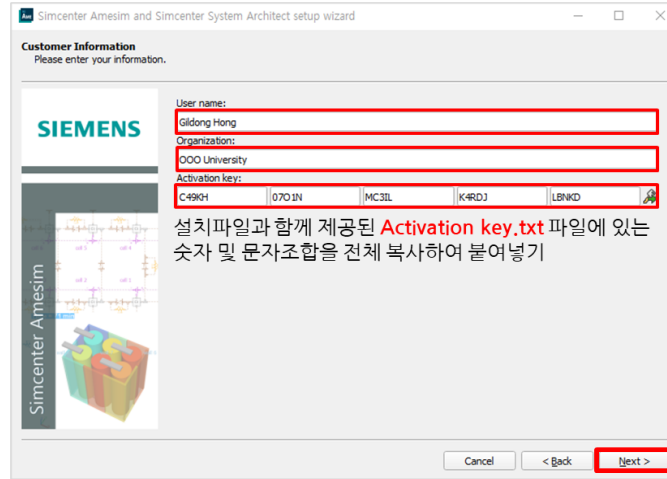 Simcenter Amesim and Simcenter System Architect setup wizard
Customer Information
Please enter your information.
SIEMENS
User name:
Gildong Hong
Organization:
OOO University
Activation key:
C49KH 07O1N MC3IL K4RDJ LBNKD
설치파일과 함께 제공된 Activation key.txt 파일에 있는
숫자 및 문자조합을 전체 복사하여 붙여넣기
Simcenter Amesim
Cancel < Back Next >